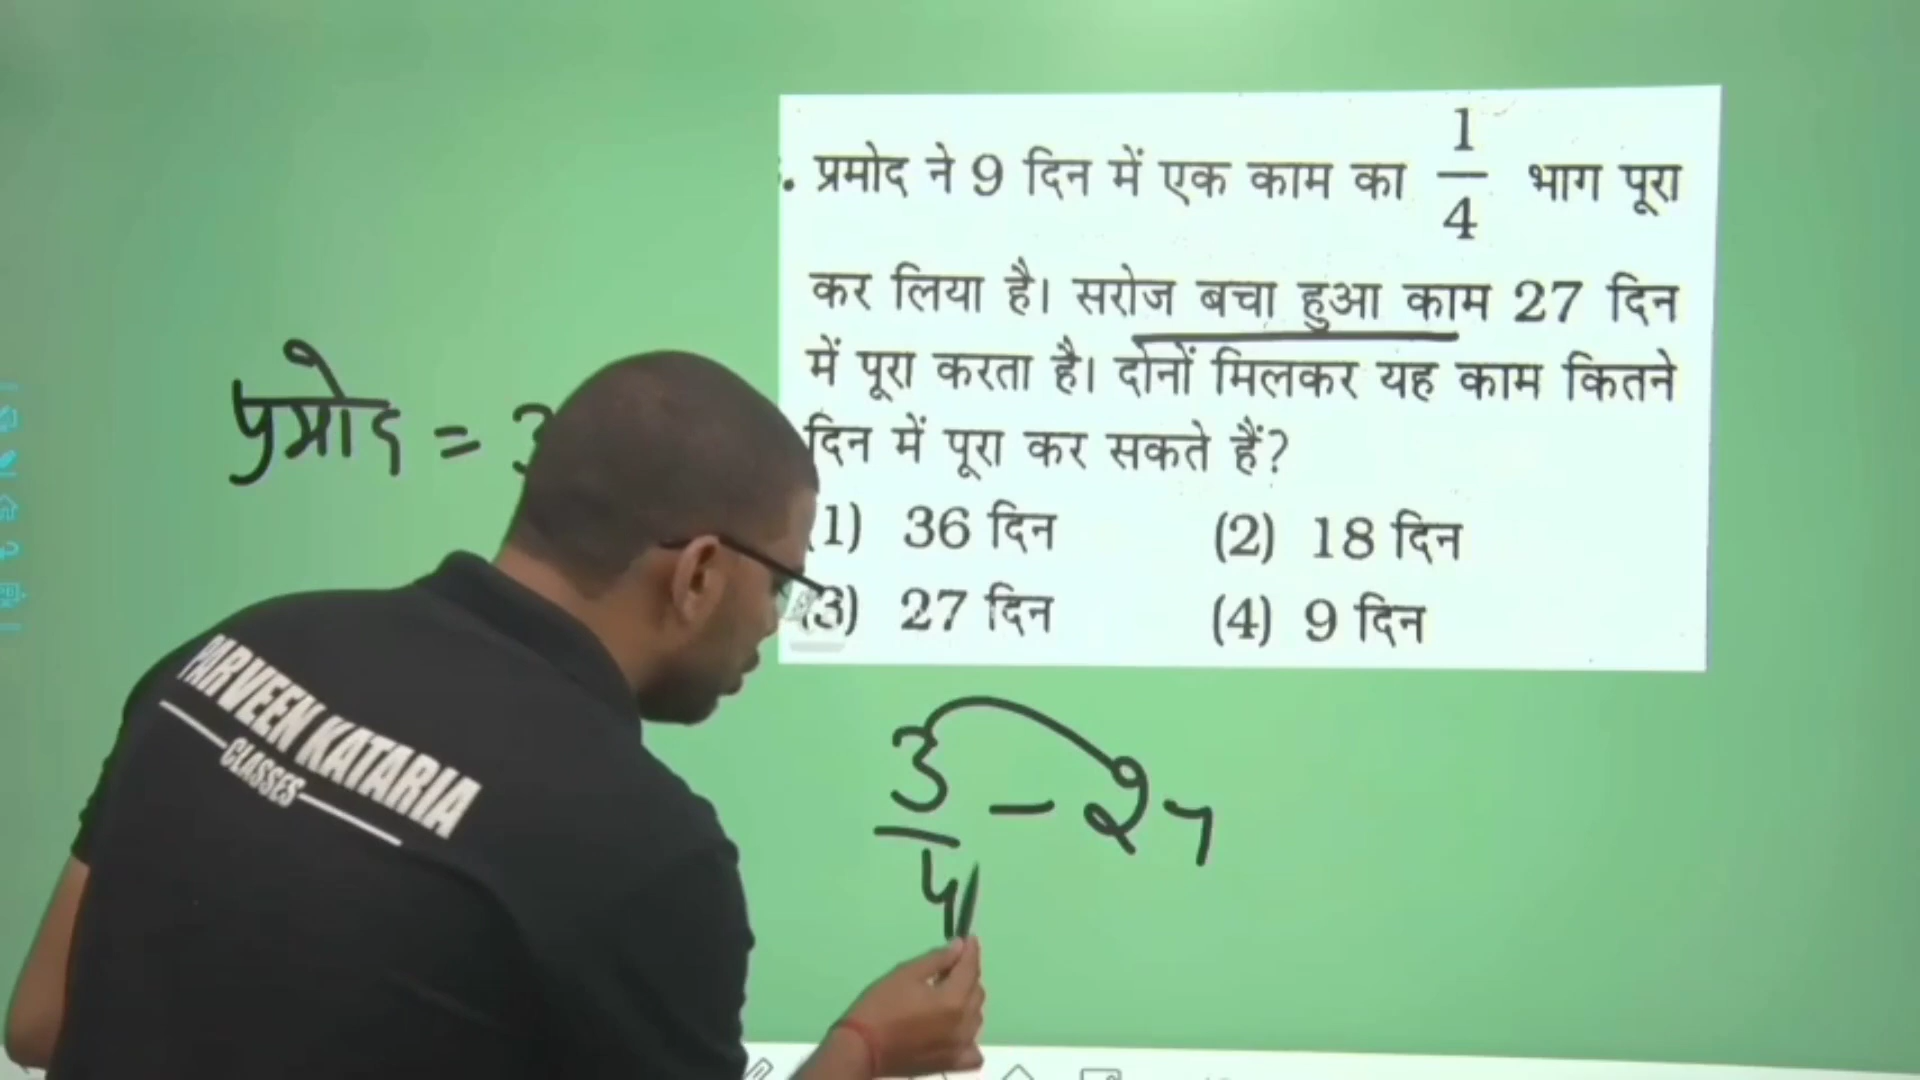 . प्रमोद ने 9 दिन में एक काम का 1/4 भाग पूरा
कर लिया है। सरोज बचा हुआ काम 27 दिन
में पूरा करता है। दोनों मिलकर यह काम कितने
दिन में पूरा कर सकते हैं?
(1) 36 दिन (2) 18 दिन
(3) 27 दिन (4) 9 दिन
प्रमोद = 3
3/4 - 27
PARVEEN KATARIA
CLASSES